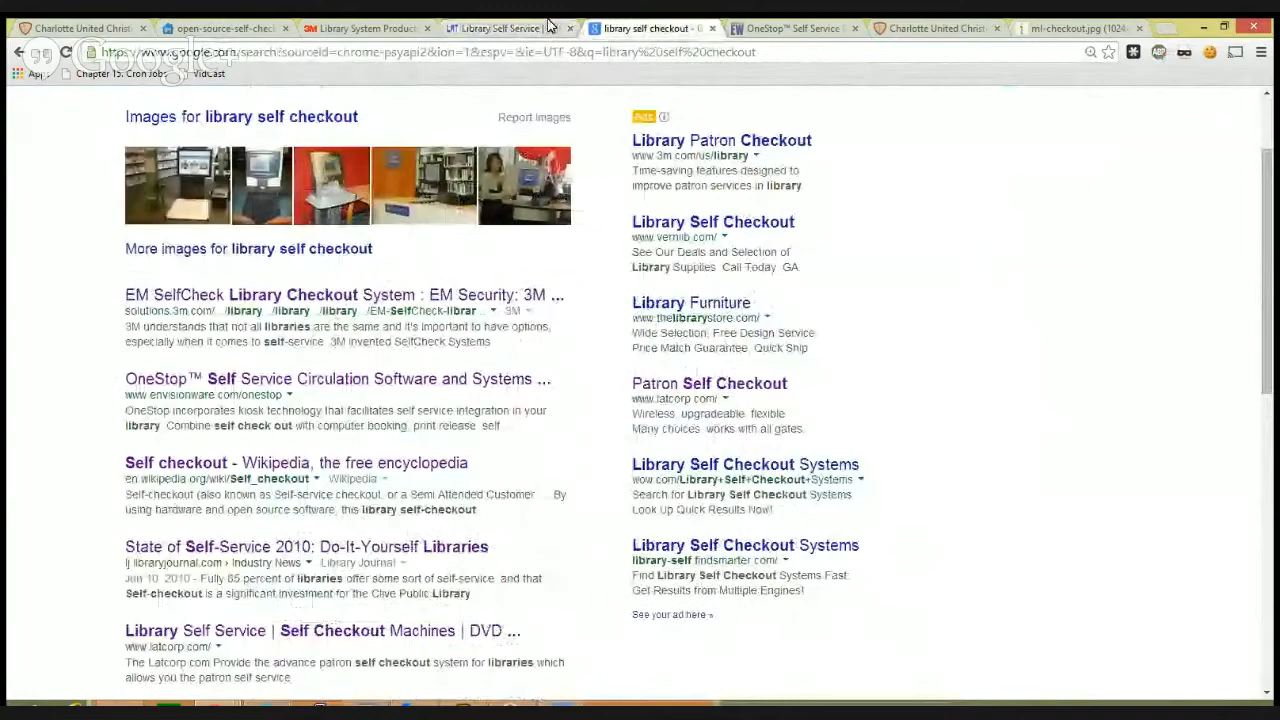 Charlotte United Christ
open-source-self-chec
3M Library System Produc
LAT Library Self Service |
library self checkout - G
EW OneStop™ Self Service
Charlotte United Christ
ml-checkout.jpg (1024
https://www.google.com/search?sourceid=chrome-psyapi2&ion=1&espv=&ie=UTF-8&q=library%20self%20checkout
Google+
Apps
Chapter 15. Cron Jobs
VidCast
Images for library self checkout
Report images
More images for library self checkout
EM SelfCheck Library Checkout System : EM Security: 3M ...
solutions.3m.com/.../library.../library.../library.../EM-SelfCheck-librar...
3M
3M understands that not all libraries are the same and it's important to have options,
especially when it comes to self-service. 3M invented SelfCheck Systems
OneStop™ Self Service Circulation Software and Systems ...
www.envisionware.com/onestop
OneStop incorporates kiosk technology that facilitates self service integration in your
library. Combine self check out with computer booking, print release, self
Self checkout - Wikipedia, the free encyclopedia
en.wikipedia.org/wiki/Self_checkout
Wikipedia
Self-checkout (also known as Self-service checkout, or a Semi Attended Customer ... By
using hardware and open source software, this library self-checkout
State of Self-Service 2010: Do-It-Yourself Libraries
lj.libraryjournal.com › Industry News
Library Journal
Jun 10, 2010 - Fully 65 percent of libraries offer some sort of self-service, and that
Self-checkout is a significant investment for the Clive Public Library
Library Self Service | Self Checkout Machines | DVD ...
www.latcorp.com/
The Latcorp.com Provide the advance patron self checkout system for libraries which
allows you the patron self service
Ads
Library Patron Checkout
www.3m.com/us/library
Time-saving features designed to
improve patron services in library
Library Self Checkout
www.vernlib.com/
See Our Deals and Selection of
Library Supplies. Call Today. GA.
Library Furniture
www.thelibrarystore.com/
Wide Selection, Free Design Service
Price Match Guarantee, Quick Ship
Patron Self Checkout
www.latcorp.com/
Wireless, upgradeable, flexible
Many choices, works with all gates.
Library Self Checkout Systems
wow.com/Library+Self+Checkout+Systems
Search for Library Self Checkout Systems
Look Up Quick Results Now!
Library Self Checkout Systems
library-self.findsmarter.com/
Find Library Self Checkout Systems Fast.
Get Results from Multiple Engines!
See your ad here »